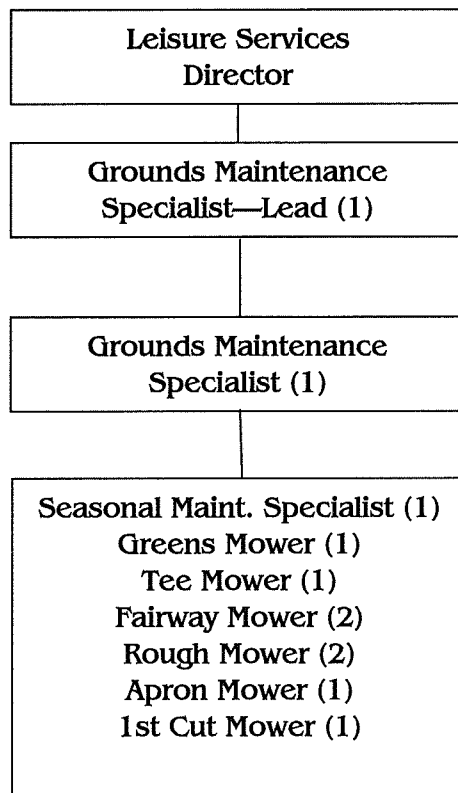 Leisure Services
Director
Grounds Maintenance
Specialist—Lead (1)
Grounds Maintenance
Specialist (1)
Seasonal Maint. Specialist (1)
Greens Mower (1)
Tee Mower (1)
Fairway Mower (2)
Rough Mower (2)
Apron Mower (1)
1st Cut Mower (1)